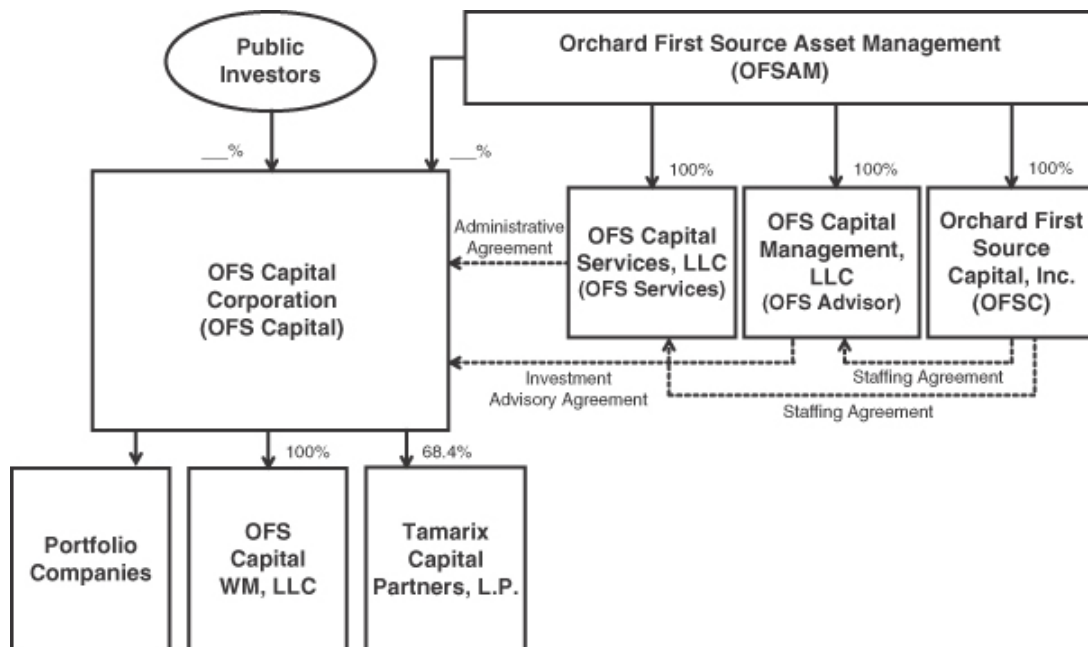 Public
Investors
Orchard First Source Asset Management
(OFSAM)
___%
___%
100%
100%
100%
OFS Capital
Corporation
(OFS Capital)
Administrative
Agreement
OFS Capital
Services, LLC
(OFS Services)
OFS Capital
Management,
LLC
(OFS Advisor)
Orchard First
Source
Capital, Inc.
(OFSC)
Investment
Advisory Agreement
Staffing Agreement
Staffing Agreement
100%
68.4%
Portfolio
Companies
OFS
Capital
WM, LLC
Tamarix
Capital
Partners, L.P.